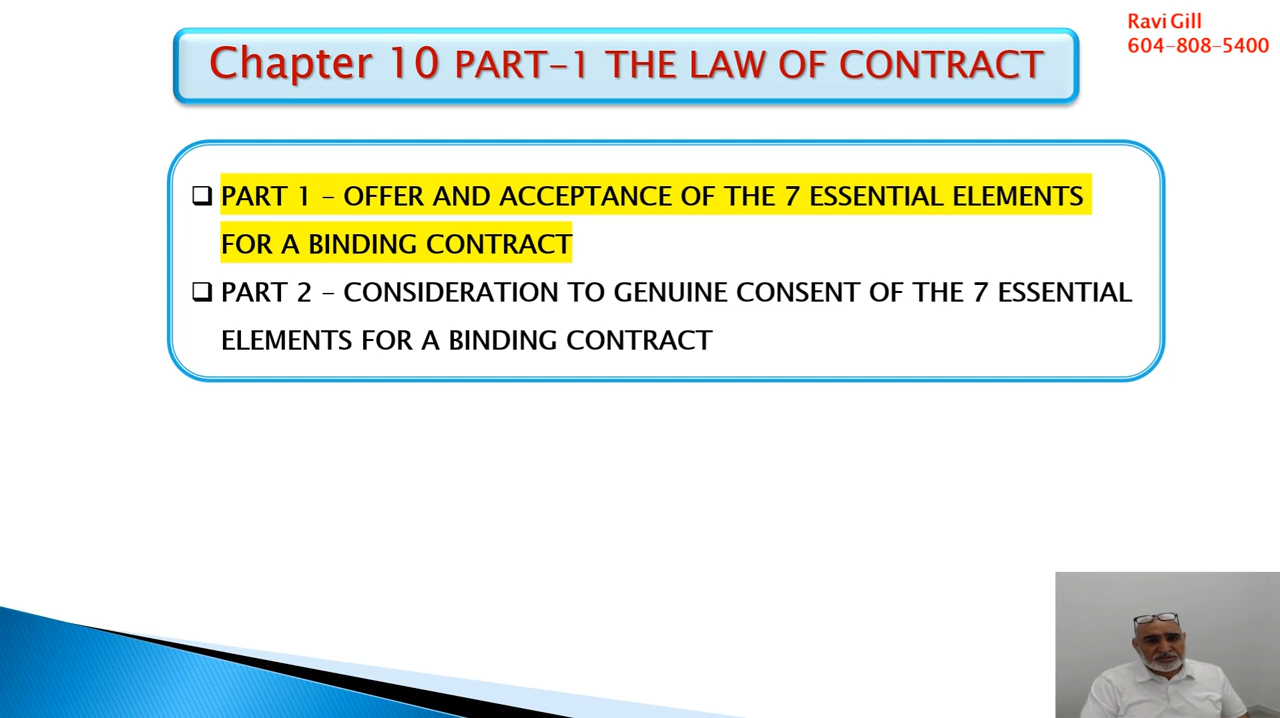 Ravi Gill
604-808-5400
Chapter 10 PART-1 THE LAW OF CONTRACT
PART 1 – OFFER AND ACCEPTANCE OF THE 7 ESSENTIAL ELEMENTS
FOR A BINDING CONTRACT
PART 2 – CONSIDERATION TO GENUINE CONSENT OF THE 7 ESSENTIAL
ELEMENTS FOR A BINDING CONTRACT